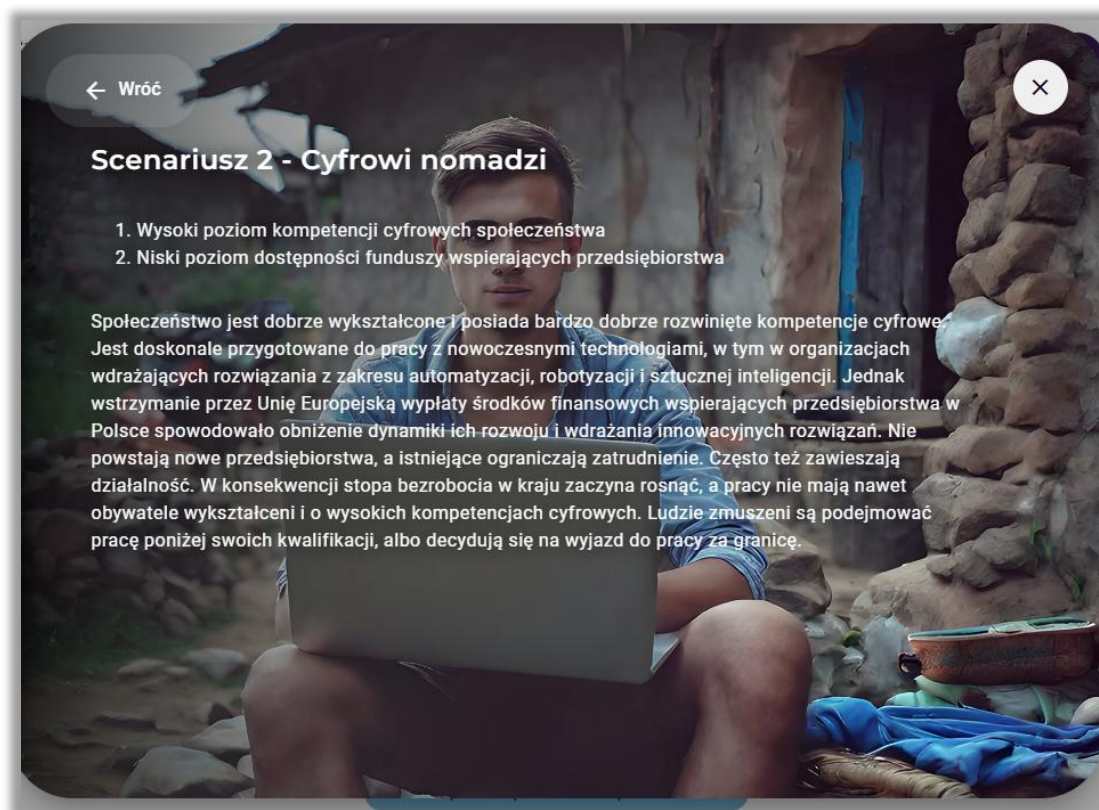 Wróć
Scenariusz 2 - Cyfrowi nomadzi
1. Wysoki poziom kompetencji cyfrowych społeczeństwa
2. Niski poziom dostępności funduszy wspierających przedsiębiorstwa
Społeczeństwo jest dobrze wykształcone i posiada bardzo dobrze rozwinięte kompetencje cyfrowe.
Jest doskonale przygotowane do pracy z nowoczesnymi technologiami, w tym w organizacjach
wdrażających rozwiązania z zakresu automatyzacji, robotyzacji i sztucznej inteligencji. Jednak
wstrzymanie przez Unię Europejską wypłaty środków finansowych wspierających przedsiębiorstwa w
Polsce spowodowało obniżenie dynamiki ich rozwoju i wdrażania innowacyjnych rozwiązań. Nie
powstają nowe przedsiębiorstwa, a istniejące ograniczają zatrudnienie. Często też zawieszają
działalność. W konsekwencji stopa bezrobocia w kraju zaczyna rosnąć, a pracy nie mają nawet
obywatele wykształceni i o wysokich kompetencjach cyfrowych. Ludzie zmuszeni są podejmować
pracę poniżej swoich kwalifikacji, albo decydują się na wyjazd do pracy za granicę.